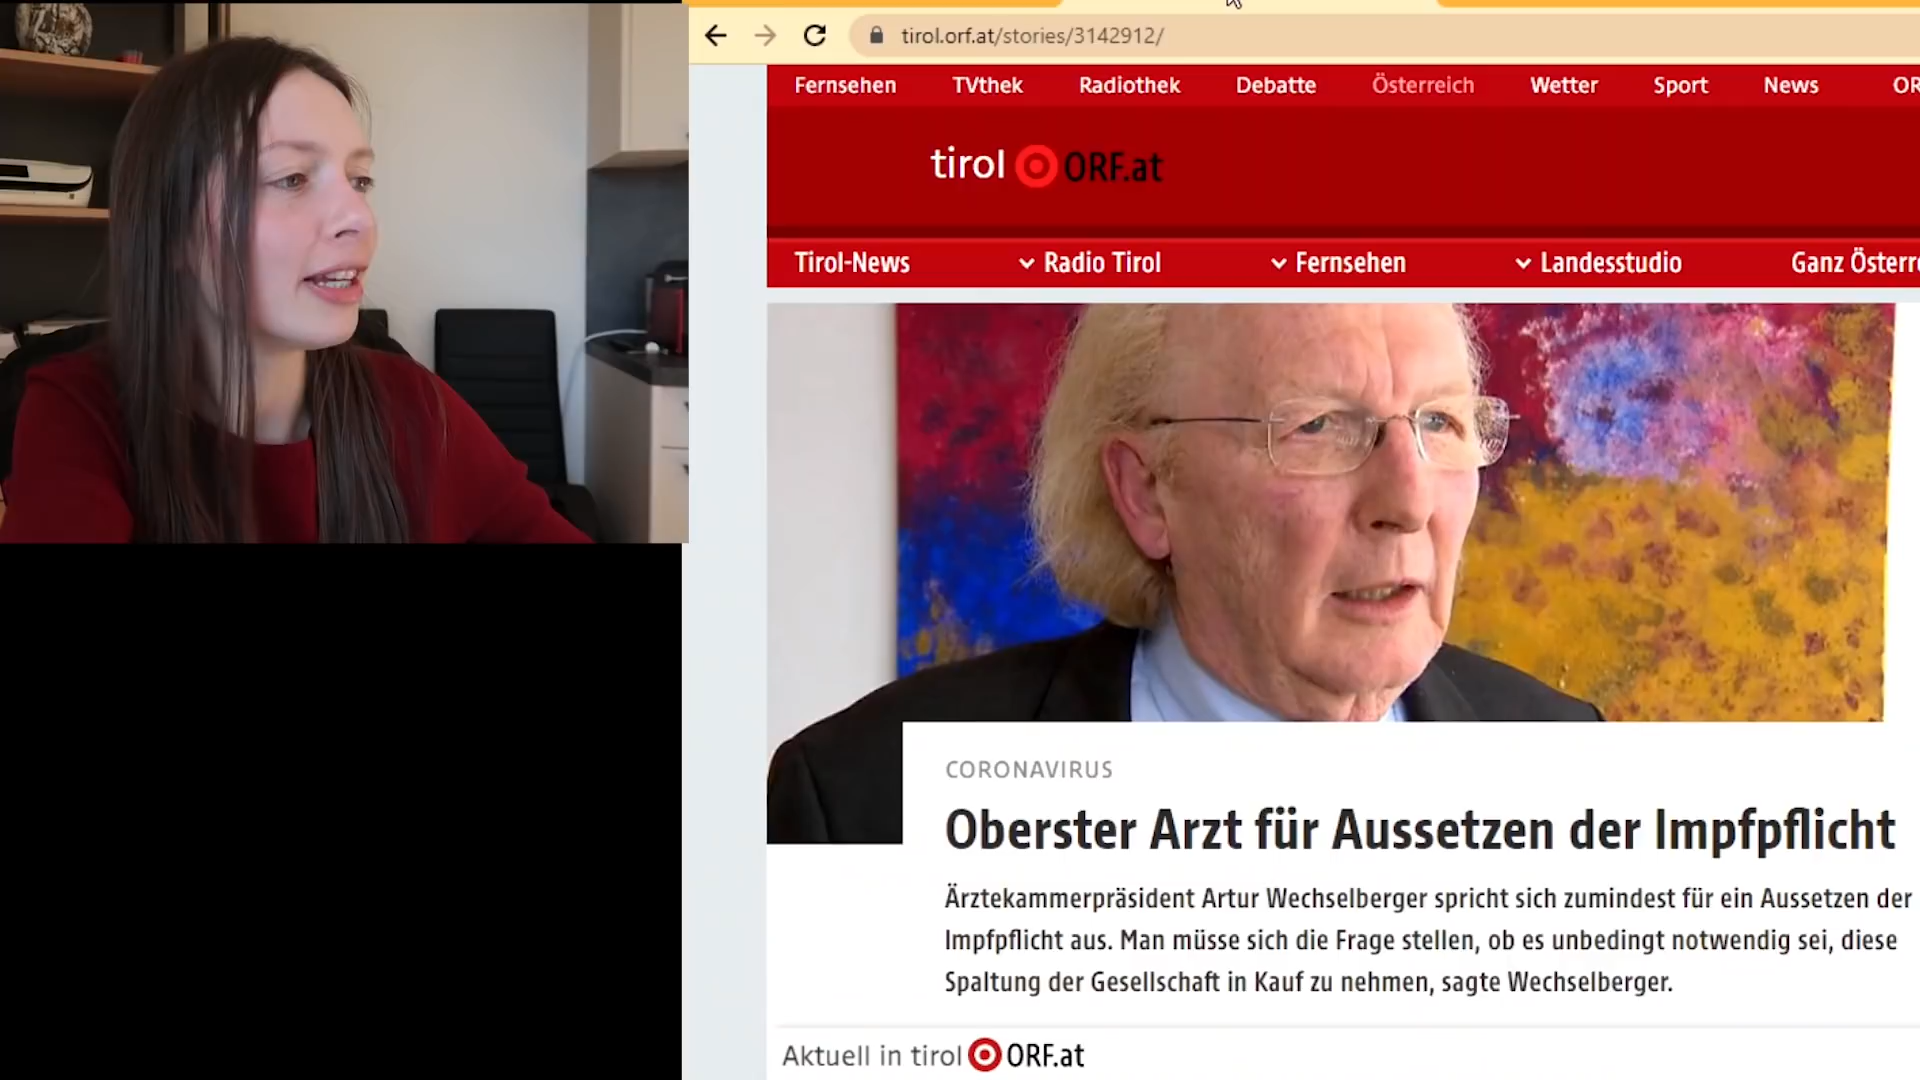 tirol.orf.at/stories/3142912/
Fernsehen TVthek Radiothek Debatte Österreich Wetter Sport News
tirol ORF.at
Tirol-News Radio Tirol Fernsehen Landesstudio Ganz
CORONAVIRUS
Oberster Arzt für Aussetzen der Impfpflicht
Ärztekammerpräsident Artur Wechselberger spricht sich zumindest für ein Aussetzen der
Impfpflicht aus. Man müsse sich die Frage stellen, ob es unbedingt notwendig sei, diese
Spaltung der Gesellschaft in Kauf zu nehmen, sagte Wechselberger.
Aktuell in tirol ORF.at